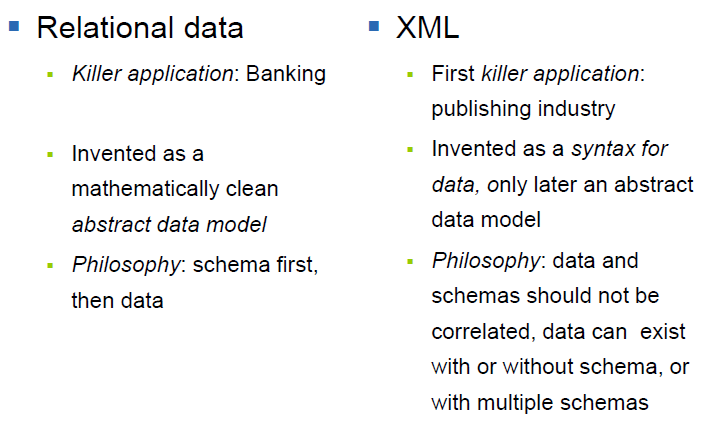 Relational data
Killer application: Banking
Invented as a
mathematically clean
abstract data model
Philosophy: schema first,
then data
XML
First killer application:
publishing industry
Invented as a syntax for
data, only later an abstract
data model
Philosophy: data and
schemas should not be
correlated, data can exist
with or without schema, or
with multiple schemas